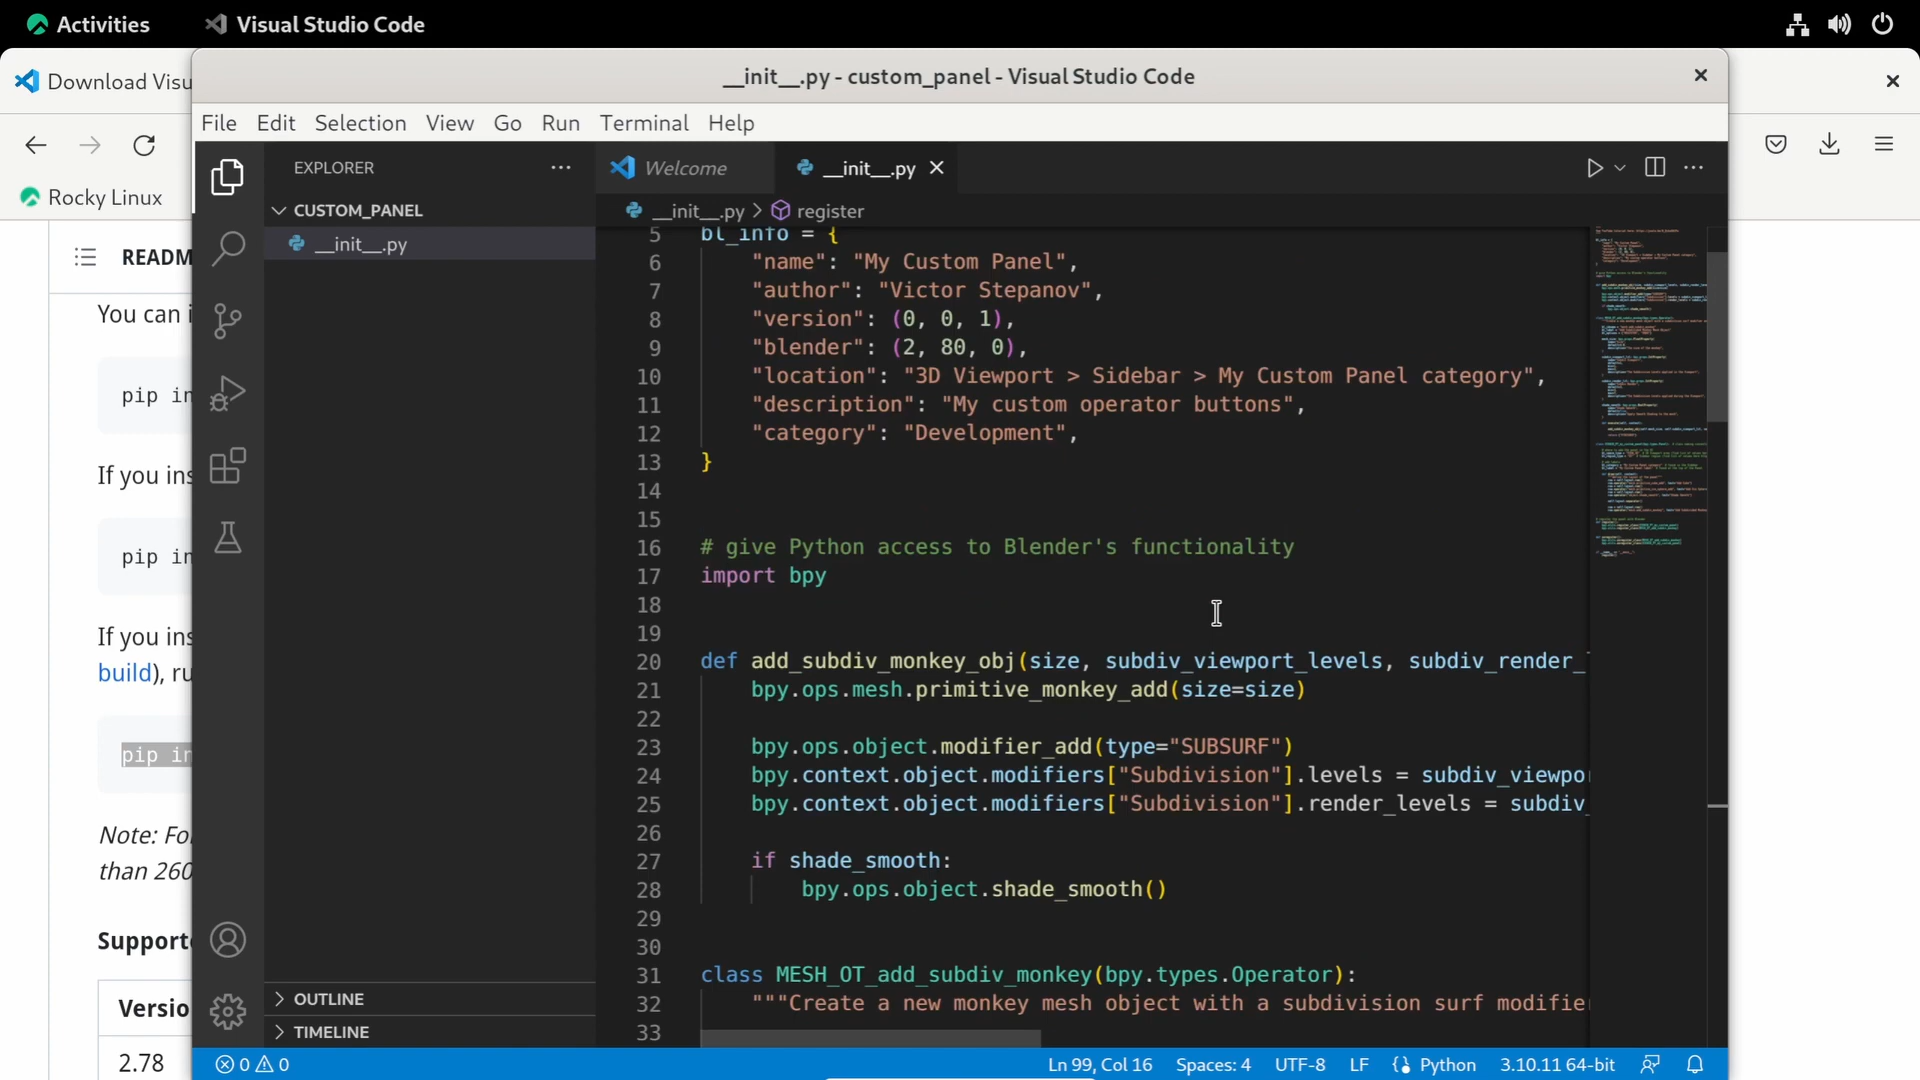 Activities
Visual Studio Code
Download Visu
__init__.py - custom_panel - Visual Studio Code
File Edit Selection View Go Run Terminal Help
Rocky Linux
EXPLORER
Welcome
__init__.py
CUSTOM_PANEL
__init__.py > register
__init__.py
5 bl_info = {
6 "name": "My Custom Panel",
7 "author": "Victor Stepanov",
8 "version": (0, 0, 1),
9 "blender": (2, 80, 0),
10 "location": "3D Viewport > Sidebar > My Custom Panel category",
11 "description": "My custom operator buttons",
12 "category": "Development",
13 }
14
15
16 # give Python access to Blender's functionality
17 import bpy
18
19
20 def add_subdiv_monkey_obj(size, subdiv_viewport_levels, subdiv_render_
21 bpy.ops.mesh.primitive_monkey_add(size=size)
22
23 bpy.ops.object.modifier_add(type="SUBSURF")
24 bpy.context.object.modifiers["Subdivision"].levels = subdiv_viewpo
25 bpy.context.object.modifiers["Subdivision"].render_levels = subdiv_
26
27 if shade_smooth:
28 bpy.ops.object.shade_smooth()
29
30
31 class MESH_OT_add_subdiv_monkey(bpy.types.Operator):
32 """Create a new monkey mesh object with a subdivision surf modifie
33
OUTLINE
TIMELINE
0 0
Ln 99, Col 16 Spaces: 4 UTF-8 LF Python 3.10.11 64-bit
READM
You can i
pip in
If you ins
pip in
If you ins
build), ru
pip in
Note: Fo
than 260
Supporte
Versio
2.78